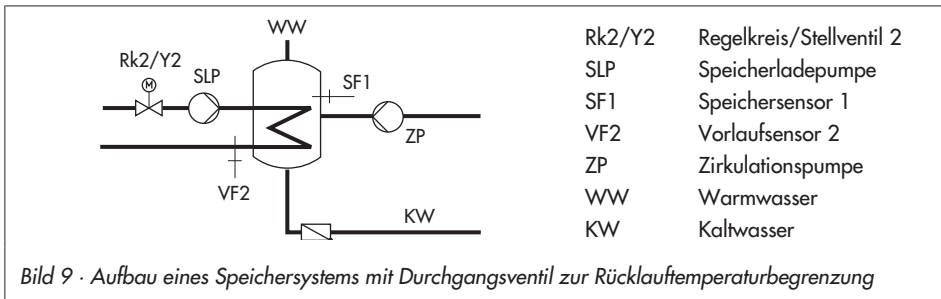 WW
Rk2/Y2
SLP
SF1
M
ZP
VF2
KW
Rk2/Y2 Regelkreis/Stellventil 2
SLP Speicherladepumpe
SF1 Speichersensor 1
VF2 Vorlaufsensor 2
ZP Zirkulationspumpe
WW Warmwasser
KW Kaltwasser
Bild 9 · Aufbau eines Speichersystems mit Durchgangsventil zur Rücklauftemperaturbegrenzung